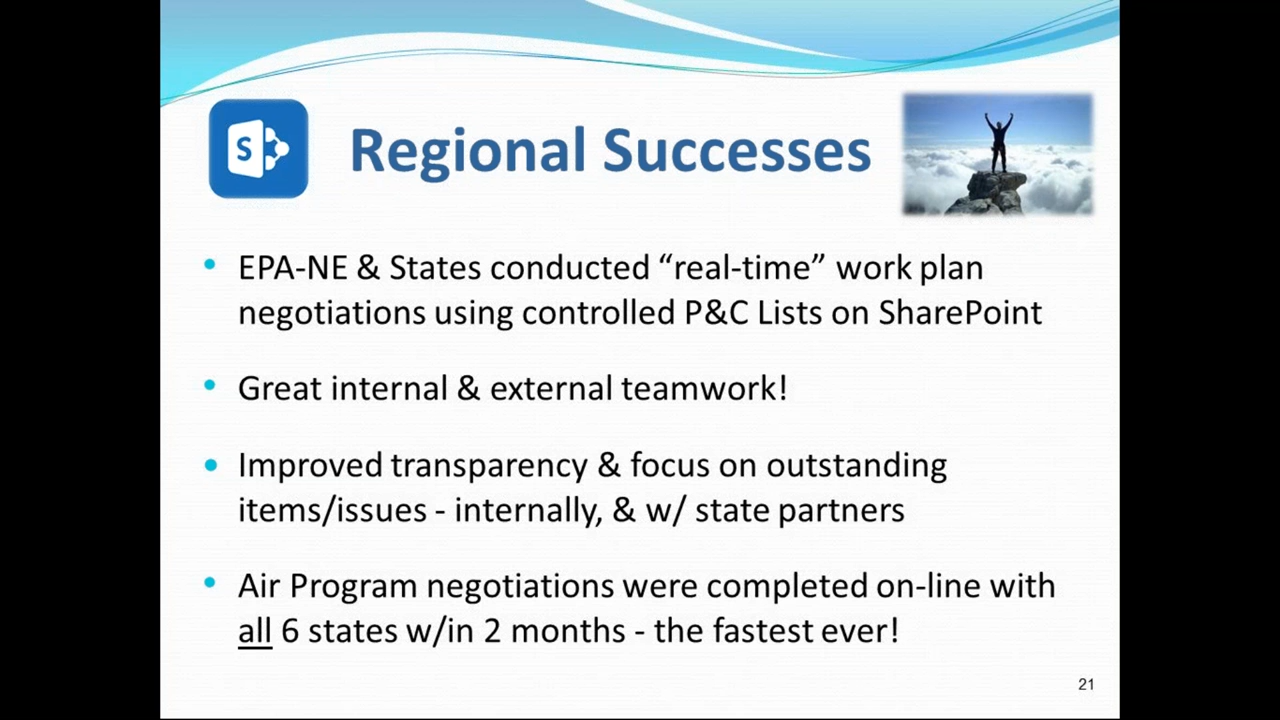 S
Regional Successes
• EPA-NE & States conducted “real-time” work plan
negotiations using controlled P&C Lists on SharePoint
• Great internal & external teamwork!
• Improved transparency & focus on outstanding
items/issues - internally, & w/ state partners
• Air Program negotiations were completed on-line with
all 6 states w/in 2 months - the fastest ever!
21